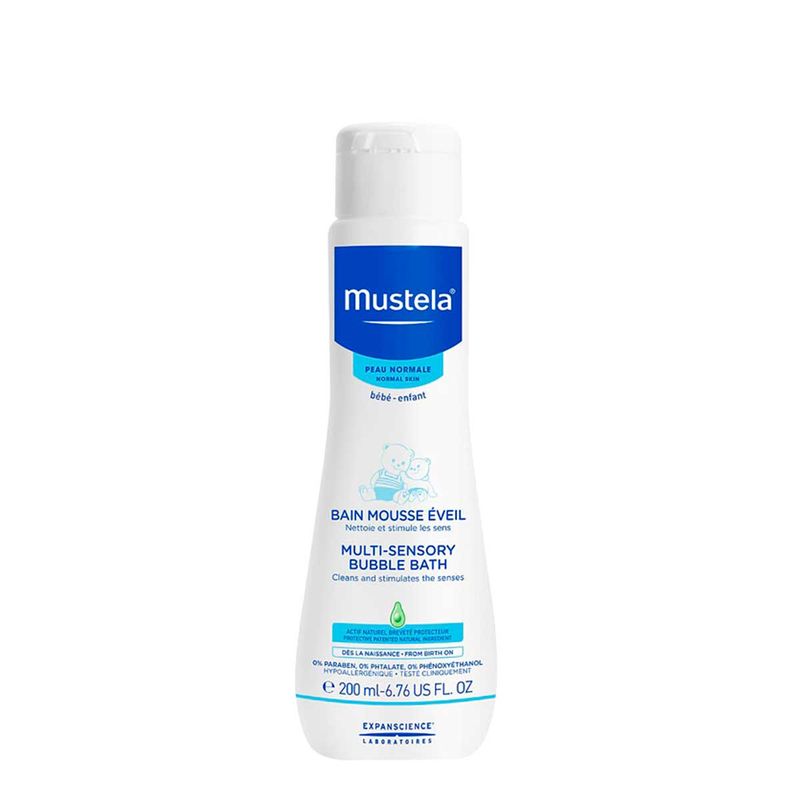 mustela®
PEAU NORMALE
NORMAL SKIN
bébé - enfant
BAIN MOUSSE ÉVEIL
Nettoie et stimule les sens
MULTI-SENSORY
BUBBLE BATH
Cleans and stimulates the senses
ACTIF NATUREL BREVETÉ PROTECTEUR
PROTECTIVE PATENTED NATURAL INGREDIENT
DÈS LA NAISSANCE • FROM BIRTH ON
0% PARABEN, 0% PHTALATE, 0% PHÉNOXYÉTHANOL
HYPOALLERGÉNIQUE • TESTÉ CLINIQUEMENT
℮ 200 ml-6.76 US FL. OZ
EXPANSCIENCE®
LABORATOIRES